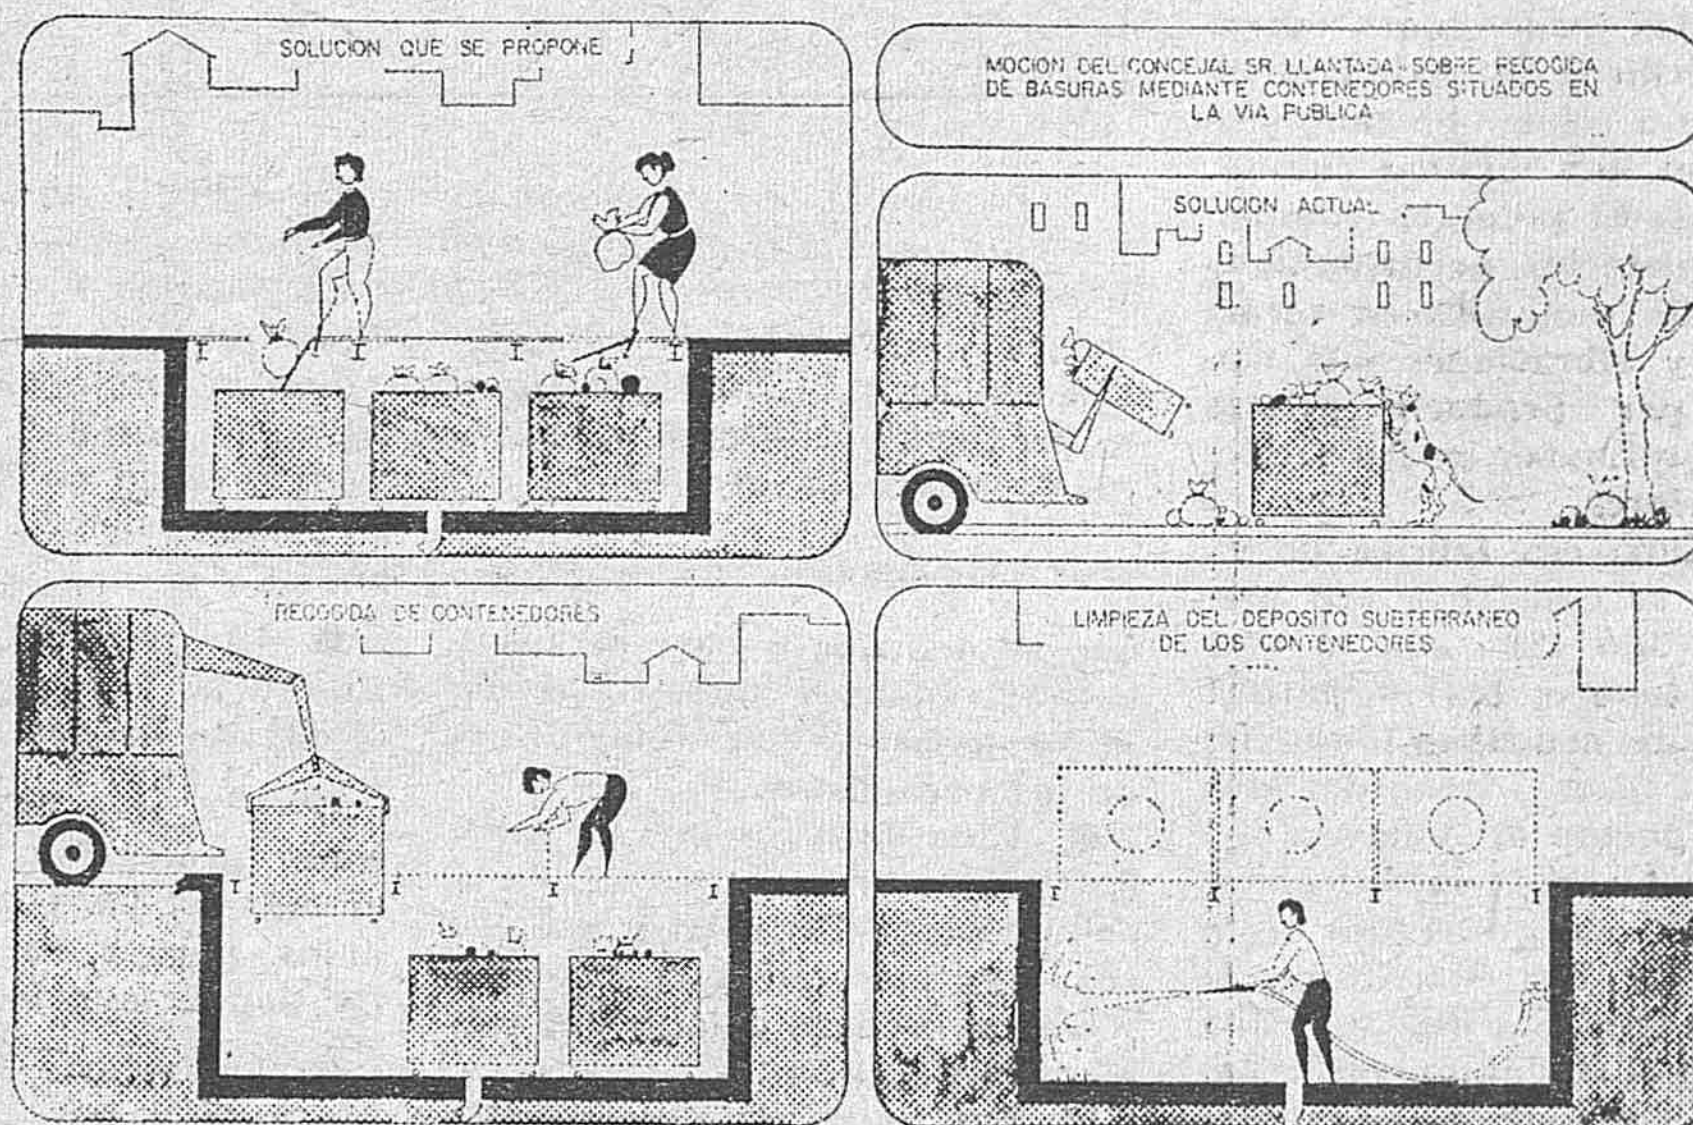 SOLUCION QUE SE PROPONE
MOCION DEL CONCEJAL SR. LLANTADA SOBRE RECOGIDA
DE BASURAS MEDIANTE CONTENEDORES SITUADOS EN
LA VIA PUBLICA
SOLUCION ACTUAL
RECOGIDA DE CONTENEDORES
LIMPIEZA DEL DEPOSITO SUBTERRANEO
DE LOS CONTENEDORES